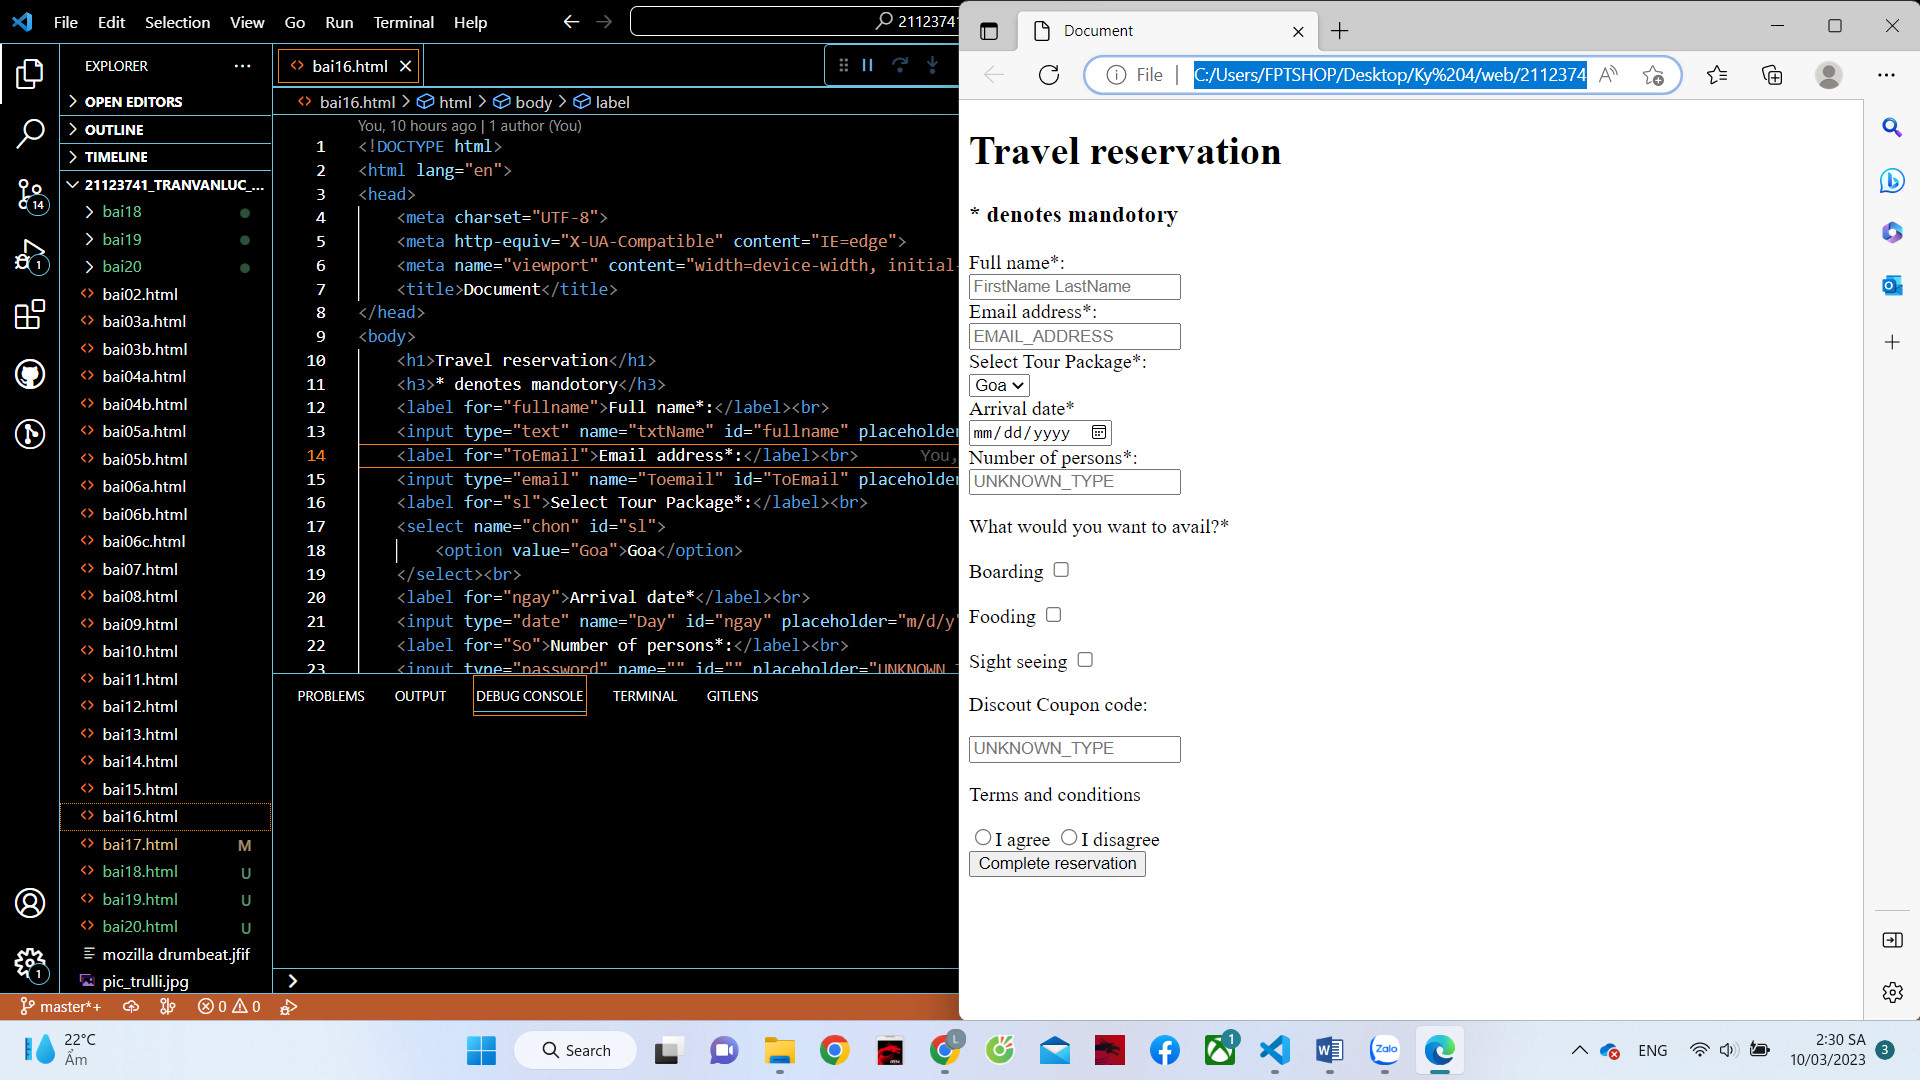 File Edit Selection View Go Run Terminal Help
21123741
EXPLORER
OPEN EDITORS
OUTLINE
TIMELINE
21123741_TRANVANLUC_...
bai18
bai19
bai20
bai02.html
bai03a.html
bai03b.html
bai04a.html
bai04b.html
bai05a.html
bai05b.html
bai06a.html
bai06b.html
bai06c.html
bai07.html
bai08.html
bai09.html
bai10.html
bai11.html
bai12.html
bai13.html
bai14.html
bai15.html
bai16.html
bai17.html M
bai18.html U
bai19.html U
bai20.html U
mozilla drumbeat.jfif
pic_trulli.jpg
14
1
1
bai16.html
bai16.html > html > body > label
You, 10 hours ago | 1 author (You)
1 <!DOCTYPE html>
2 <html lang="en">
3 <head>
4 <meta charset="UTF-8">
5 <meta http-equiv="X-UA-Compatible" content="IE=edge">
6 <meta name="viewport" content="width=device-width, initial-
7 <title>Document</title>
8 </head>
9 <body>
10 <h1>Travel reservation</h1>
11 <h3>* denotes mandotory</h3>
12 <label for="fullname">Full name*:</label><br>
13 <input type="text" name="txtName" id="fullname" placeholder
14 <label for="ToEmail">Email address*:</label><br> You,
15 <input type="email" name="Toemail" id="ToEmail" placeholder
16 <label for="sl">Select Tour Package*:</label><br>
17 <select name="chon" id="sl">
18 <option value="Goa">Goa</option>
19 </select><br>
20 <label for="ngay">Arrival date*</label><br>
21 <input type="date" name="Day" id="ngay" placeholder="m/d/y"
22 <label for="So">Number of persons*:</label><br>
23 <input type="password" name="" id="" placeholder="UNKNOWN_T
PROBLEMS OUTPUT DEBUG CONSOLE TERMINAL GITLENS
master*+ 0 0
Document
File C:/Users/FPTSHOP/Desktop/Ky%204/web/2112374
Travel reservation
* denotes mandotory
Full name*:
FirstName LastName
Email address*:
EMAIL_ADDRESS
Select Tour Package*:
Goa
Arrival date*
mm/dd/yyyy
Number of persons*:
UNKNOWN_TYPE
What would you want to avail?*
Boarding
Fooding
Sight seeing
Discout Coupon code:
UNKNOWN_TYPE
Terms and conditions
I agree I disagree
Complete reservation
22°C
Ẩm
Search
L
1
Zalo
ENG
2:30 SA
10/03/2023
3